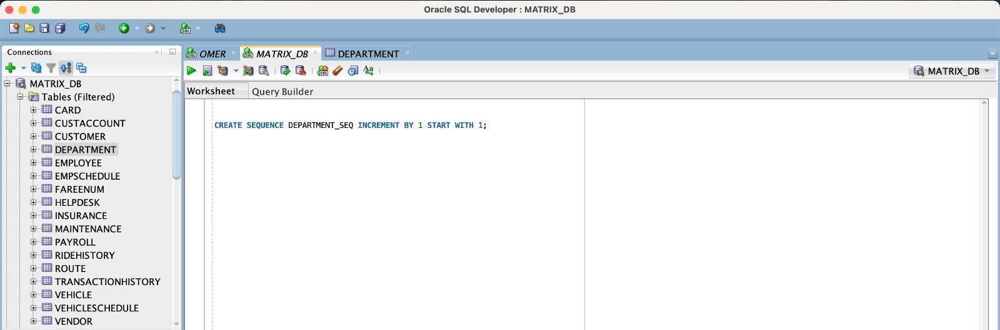 Oracle SQL Developer : MATRIX_DB
Connections
OMER
MATRIX_DB
DEPARTMENT
MATRIX_DB
Worksheet
Query Builder
MATRIX_DB
Tables (Filtered)
CARD
CUSTACCOUNT
CUSTOMER
DEPARTMENT
EMPLOYEE
EMPSCHEDULE
FAREENUM
HELPDESK
INSURANCE
MAINTENANCE
PAYROLL
RIDEHISTORY
ROUTE
TRANSACTIONHISTORY
VEHICLE
VEHICLESCHEDULE
VENDOR
CREATE SEQUENCE DEPARTMENT_SEQ INCREMENT BY 1 START WITH 1;